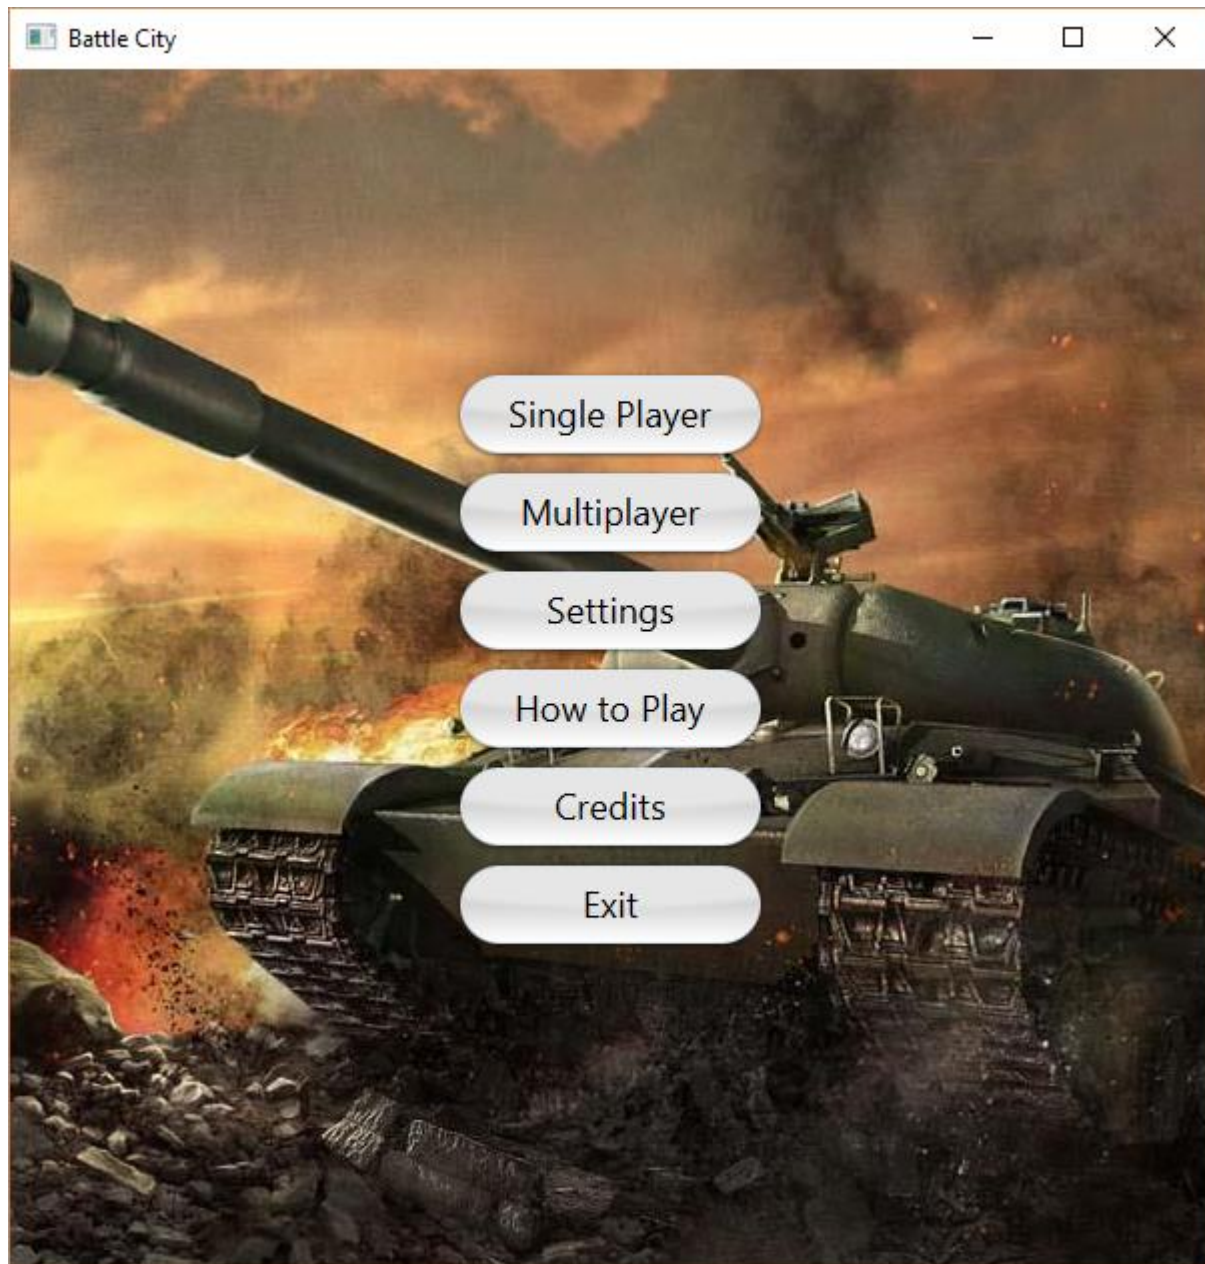 Battle City
Single Player
Multiplayer
Settings
How to Play
Credits
Exit